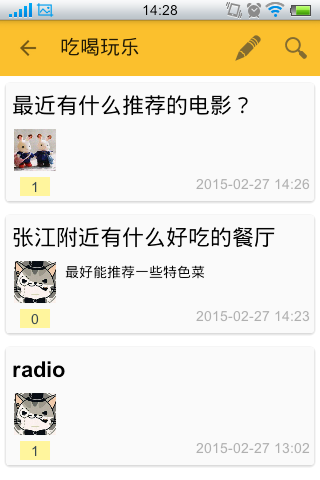 14:28
吃喝玩乐
最近有什么推荐的电影？
1
2015-02-27 14:26
张江附近有什么好吃的餐厅
最好能推荐一些特色菜
0
2015-02-27 14:23
radio
1
2015-02-27 13:02